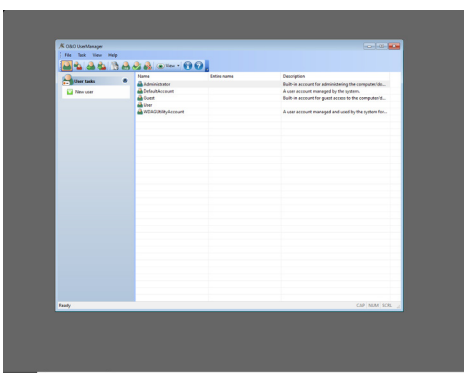 O&O UserManager
File Task View Help
View
User tasks
New user
Name Entire name Description
Administrator Built-in account for administering the computer/do...
DefaultAccount A user account managed by the system.
Guest Built-in account for guest access to the computer/d...
User
WDAGUtilityAccount A user account managed and used by the system for...
Ready CAP NUM SCRL